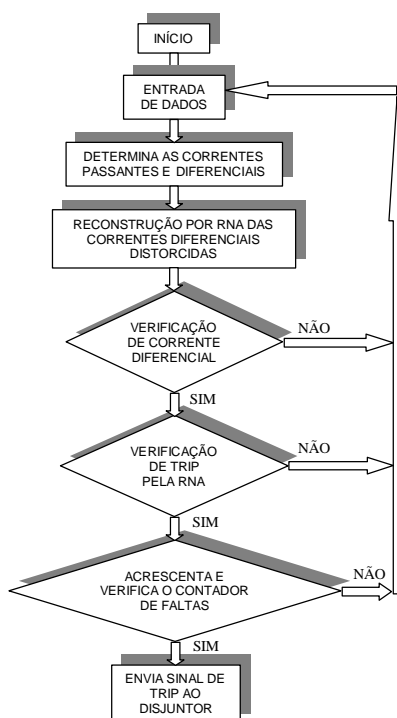 INÍCIO
ENTRADA
DE DADOS
DETERMINA AS CORRENTES
PASSANTES E DIFERENCIAIS
RECONSTRUÇÃO POR RNA DAS
CORRENTES DIFERENCIAIS
DISTORCIDAS
VERIFICAÇÃO
DE CORRENTE
DIFERENCIAL
NÃO
SIM
VERIFICAÇÃO
DE TRIP
PELA RNA
NÃO
SIM
ACRESCENTA E
VERIFICA O CONTADOR
DE FALTAS
NÃO
SIM
ENVIA SINAL DE
TRIP AO
DISJUNTOR